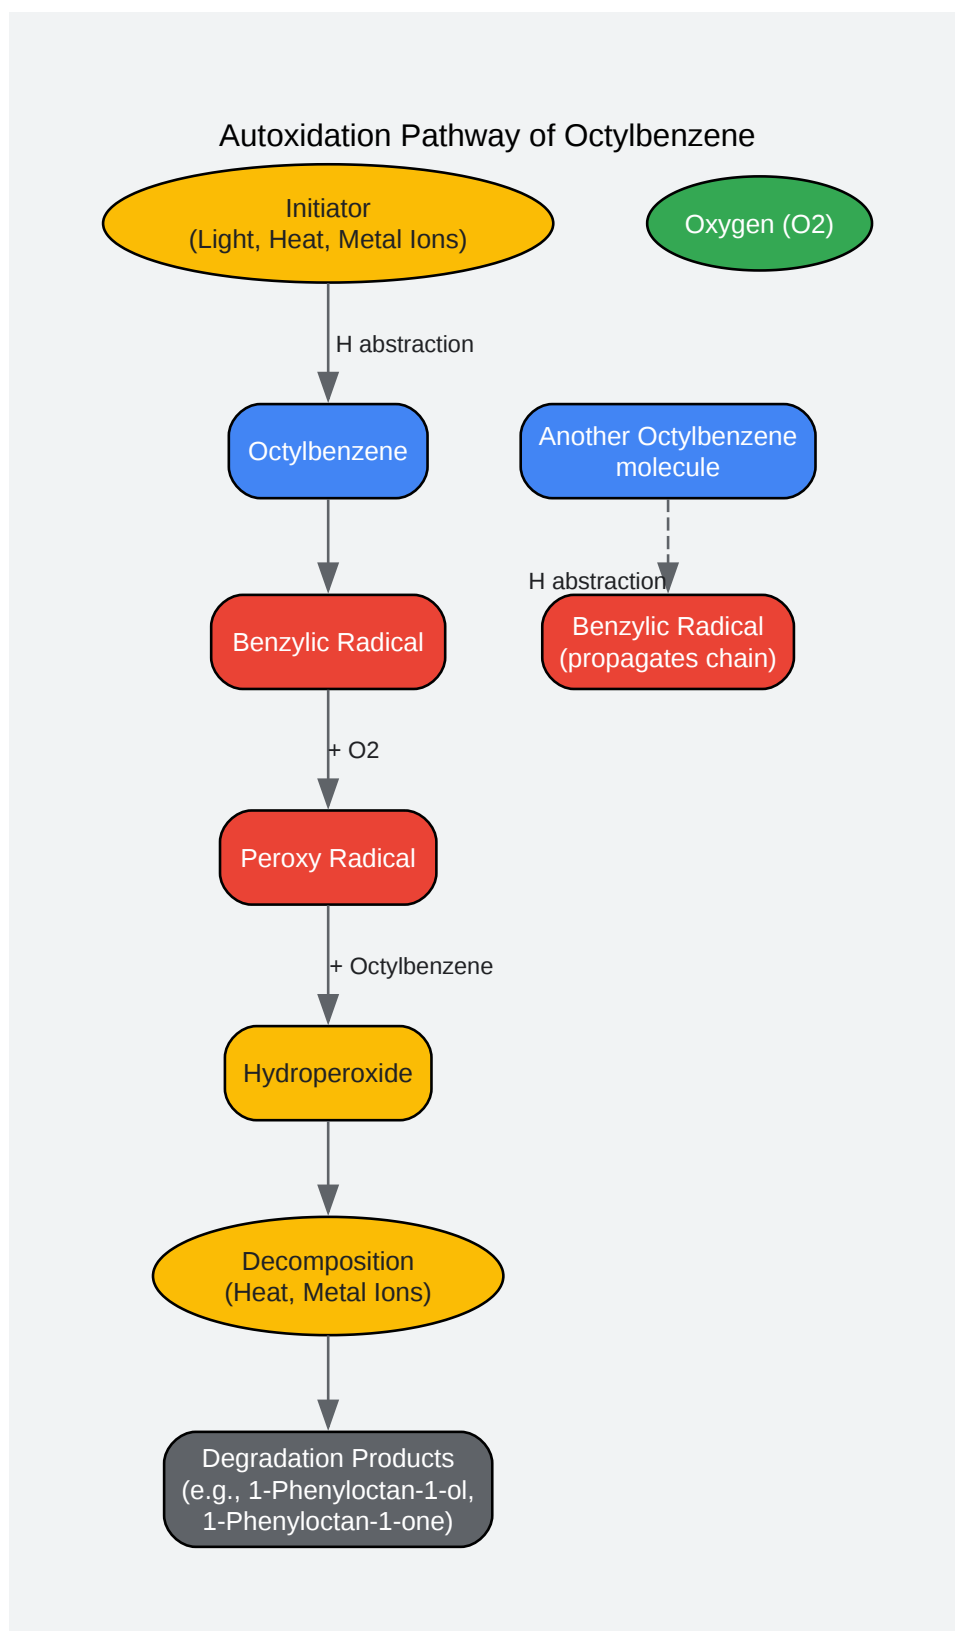 Autoxidation Pathway of Octylbenzene
Initiator
(Light, Heat, Metal Ions)
Oxygen (O2)
H abstraction
Octylbenzene
Another Octylbenzene
molecule
H abstraction
Benzylic Radical
Benzylic Radical
(propagates chain)
+ O2
Peroxy Radical
+ Octylbenzene
Hydroperoxide
Decomposition
(Heat, Metal Ions)
Degradation Products
(e.g., 1-Phenyloctan-1-ol,
1-Phenyloctan-1-one)